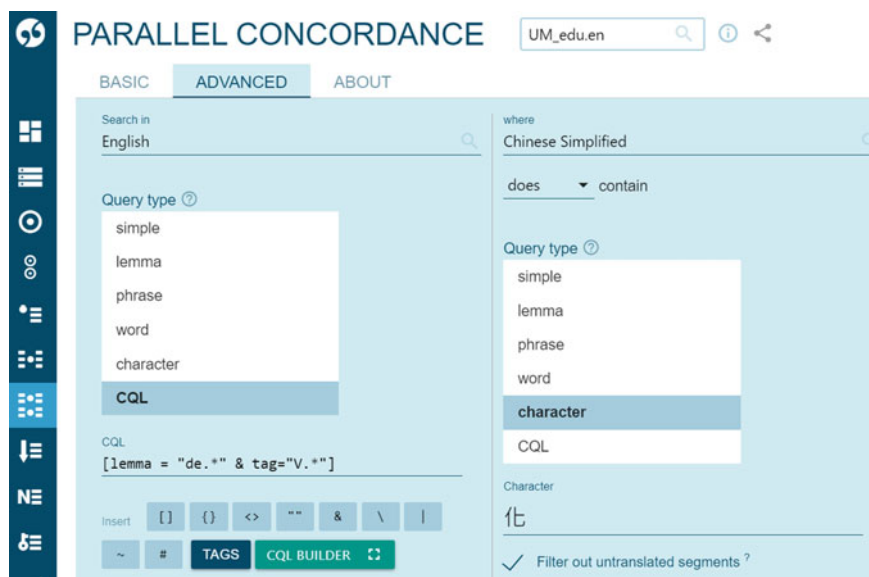 PARALLEL CONCORDANCE
UM_edu.en
BASIC
ADVANCED
ABOUT
Search in
English
Query type ?
simple
lemma
phrase
word
character
CQL
CQL
[lemma = "de.*" & tag="V.*"]
Insert [] {} <> "" & \ |
~ # TAGS CQL BUILDER
where
Chinese Simplified
does contain
Query type ?
simple
lemma
phrase
word
character
CQL
Character
化
Filter out untranslated segments ?
N